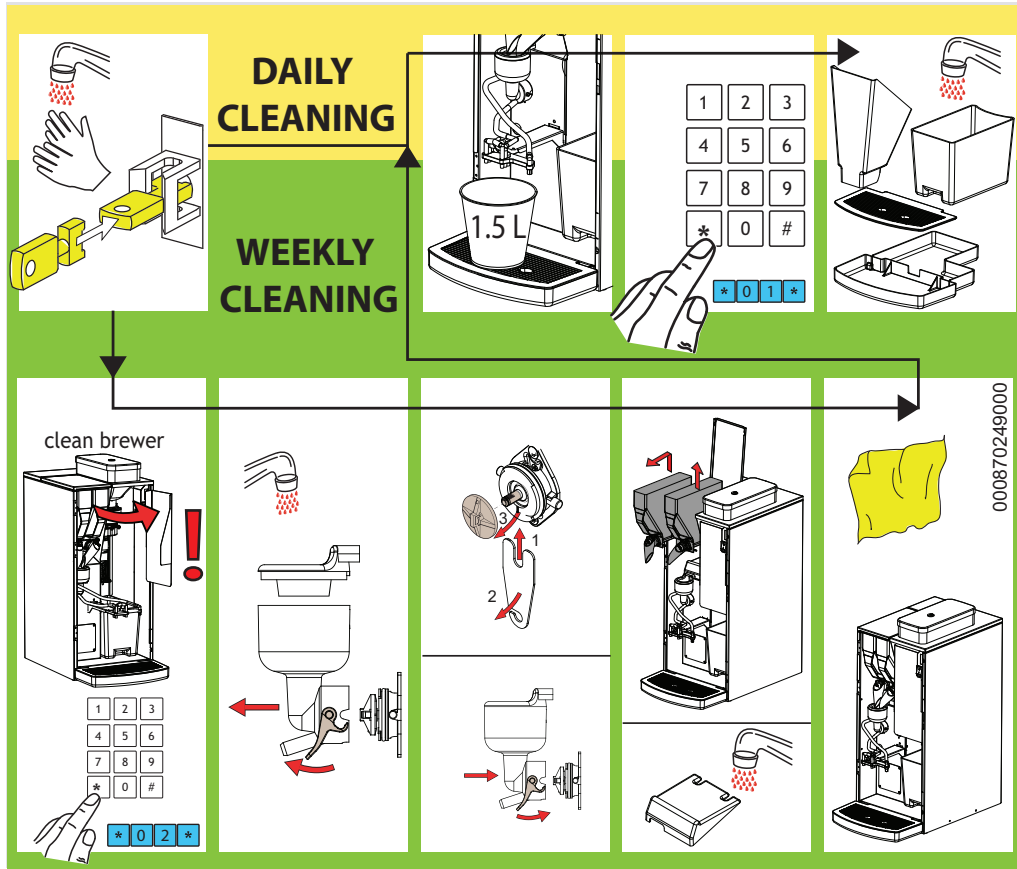 DAILY
CLEANING
WEEKLY
CLEANING
1.5 L
1 2 3
4 5 6
7 8 9
* 0 #
* 0 1 *
clean brewer
!
1 2 3
4 5 6
7 8 9
* 0 #
* 0 2 *
3
1
2
000870249000